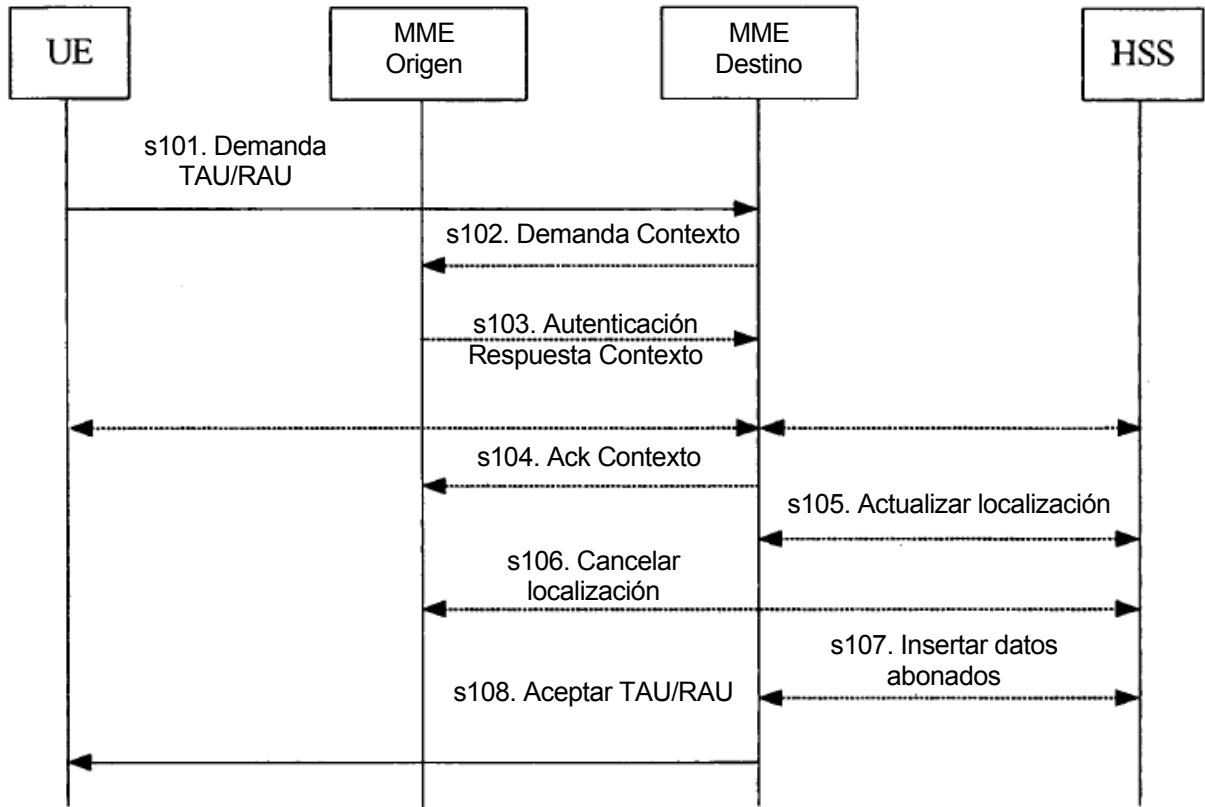 UE
MME
Origen
MME
Destino
HSS
s101. Demanda
TAU/RAU
s102. Demanda Contexto
s103. Autenticación
Respuesta Contexto
s104. Ack Contexto
s105. Actualizar localización
s106. Cancelar
localización
s107. Insertar datos
abonados
s108. Aceptar TAU/RAU